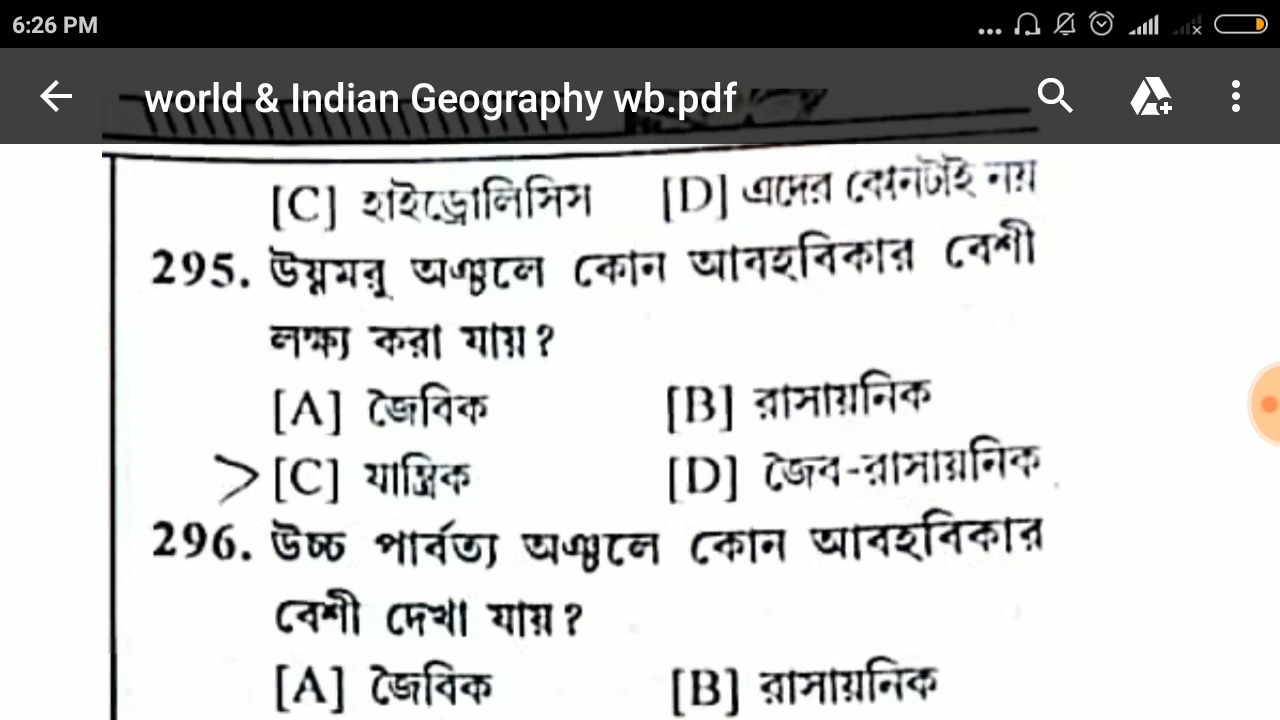 6:26 PM
world & Indian Geography wb.pdf
[C] হাইড্রোলিসিস [D] এদের কোনটাই নয়
295. উষ্নমরু অঞ্চলে কোন আবহবিকার বেশী
লক্ষ্য করা যায়?
[A] জৈবিক [B] রাসায়নিক
[C] যান্ত্রিক [D] জৈব-রাসায়নিক
296. উচ্চ পার্বত্য অঞ্চলে কোন আবহবিকার
বেশী দেখা যায়?
[A] জৈবিক [B] রাসায়নিক